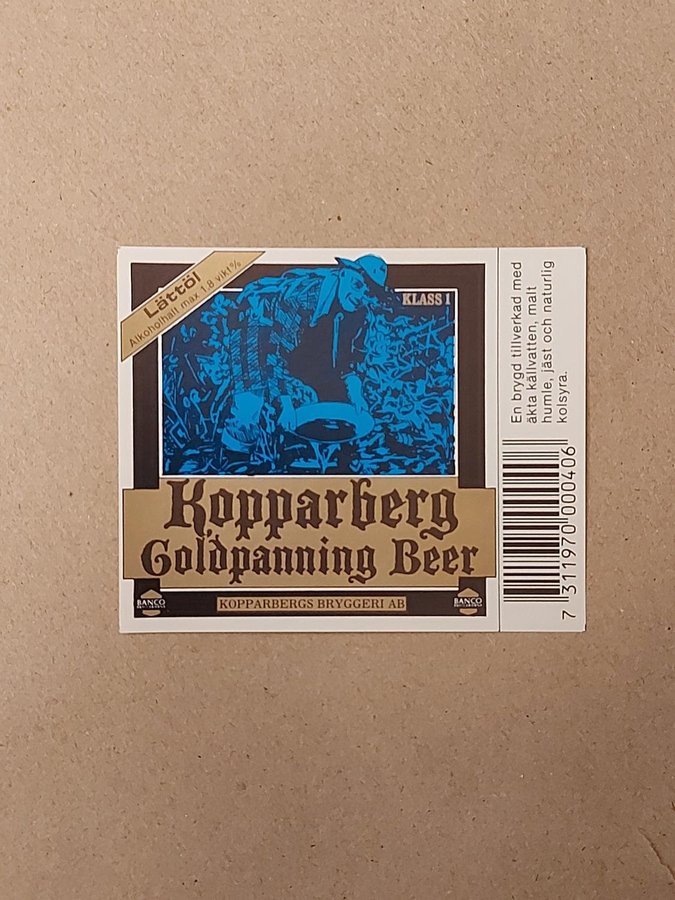 Lättöl
Alkoholhalt max 1,8 vikt%
KLASS 1
Kopparberg
Goldpanning Beer
BANCO
KOPPARBERGS BRYGGERI AB
BANCO
En brygd tillverkad med
äkta källvatten, malt
humle, jäst och naturlig
kolsyra.
7 311970 000406